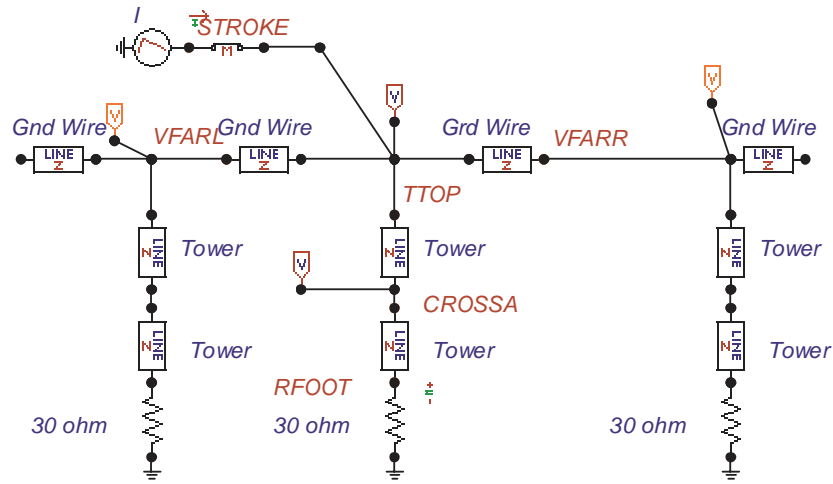 I
STROKE
M
V
V
V
Gnd Wire
VFARL
Gnd Wire
Grd Wire
VFARR
Gnd Wire
LINE Z
LINE Z
LINE Z
LINE Z
TTOP
LINE Z
Tower
LINE Z
Tower
LINE Z
Tower
V
CROSSA
LINE Z
Tower
LINE Z
Tower
LINE Z
Tower
RFOOT
30 ohm
30 ohm
30 ohm